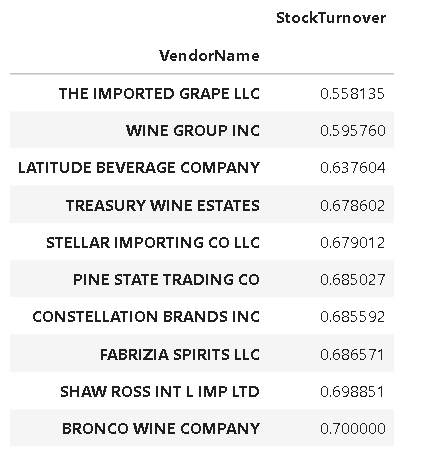 StockTurnover
VendorName
THE IMPORTED GRAPE LLC 0.558135
WINE GROUP INC 0.595760
LATITUDE BEVERAGE COMPANY 0.637604
TREASURY WINE ESTATES 0.678602
STELLAR IMPORTING CO LLC 0.679012
PINE STATE TRADING CO 0.685027
CONSTELLATION BRANDS INC 0.685592
FABRIZIA SPIRITS LLC 0.686571
SHAW ROSS INT L IMP LTD 0.698851
BRONCO WINE COMPANY 0.700000